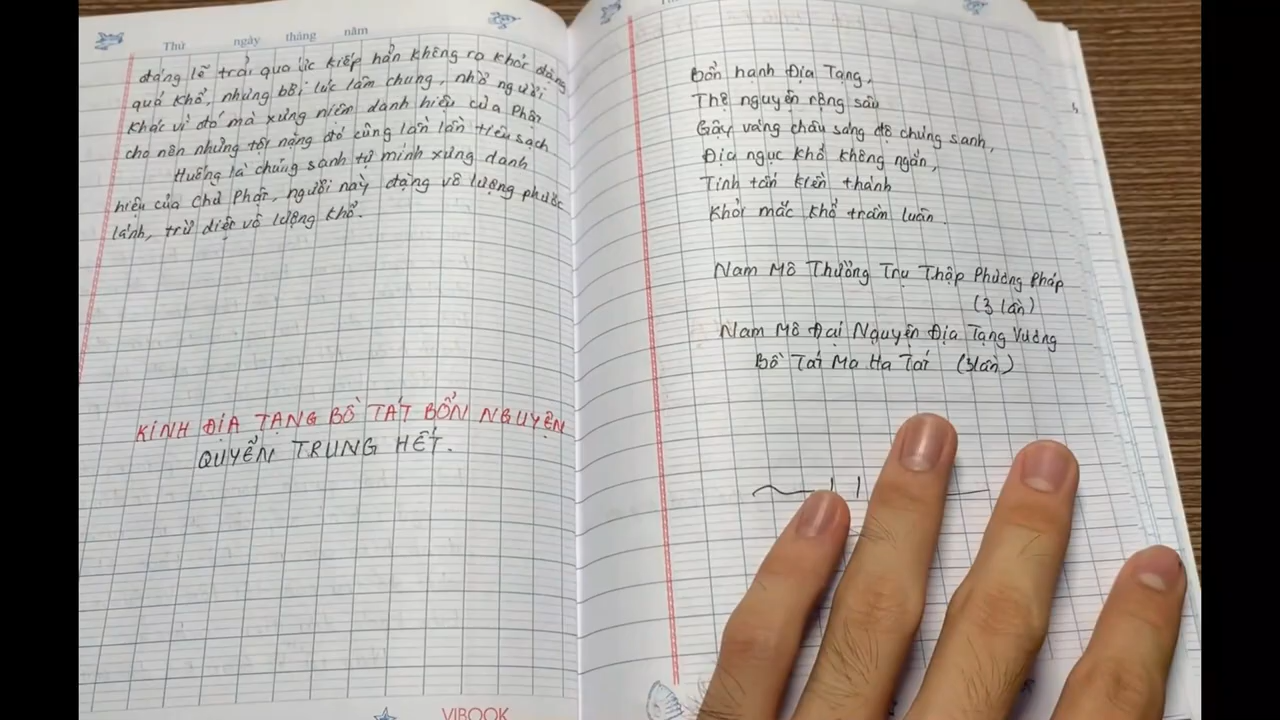 Thứ ngày tháng năm
đáng lẽ trải qua ức kiếp hẳn không ra khỏi đặng
quả khổ, nhưng bởi lúc lâm chung, nhờ người
khác vì đó mà xưng niệm danh hiệu của Phật
cho nên những tội nặng đó cũng lần lần tiêu sạch
Huống là chúng sanh tự mình xưng danh
hiệu của Chư Phật, người này đặng vô lượng phước
lành, trừ diệt vô lượng khổ.
KINH ĐỊA TẠNG BỒ TÁT BỔN NGUYỆN
QUYỂN TRUNG HẾT.
VIBOOK
Bổn hạnh Địa Tạng,
Thệ nguyện rộng sâu
Gậy vàng châu sáng độ chúng sanh,
Địa ngục khổ không ngằn,
Tinh tấn kiền thành
Khỏi mắc khổ trầm luân.
Nam Mô Thường Trụ Thập Phương Pháp
(3 lần)
Nam Mô Đại Nguyện Địa Tạng Vương
Bồ Tát Ma Ha Tát (3 lần)